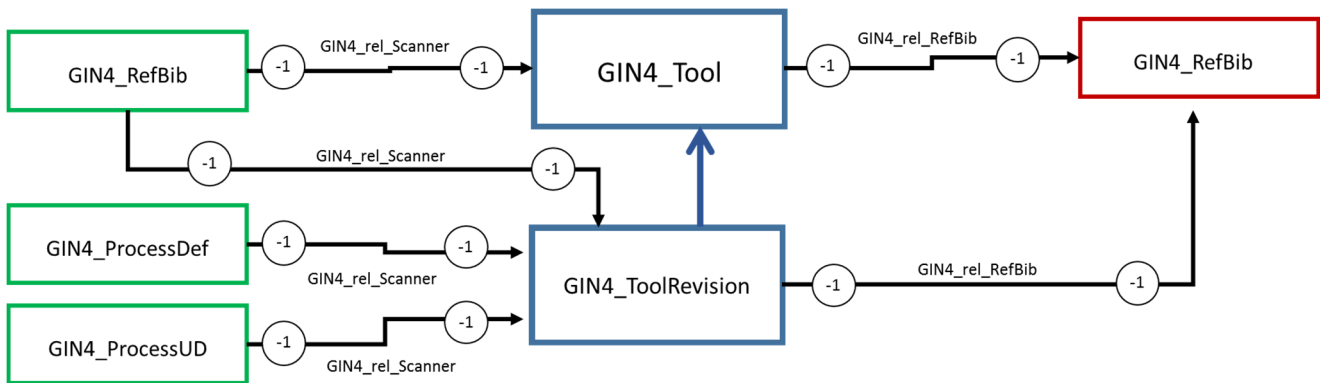 GIN4_RefBib
-1
GIN4_rel_Scanner
-1
GIN4_Tool
-1
GIN4_rel_RefBib
-1
GIN4_RefBib
-1
GIN4_rel_Scanner
-1
GIN4_ProcessDef
-1
GIN4_rel_Scanner
-1
GIN4_ToolRevision
-1
GIN4_rel_RefBib
-1
GIN4_ProcessUD
-1
GIN4_rel_Scanner
-1